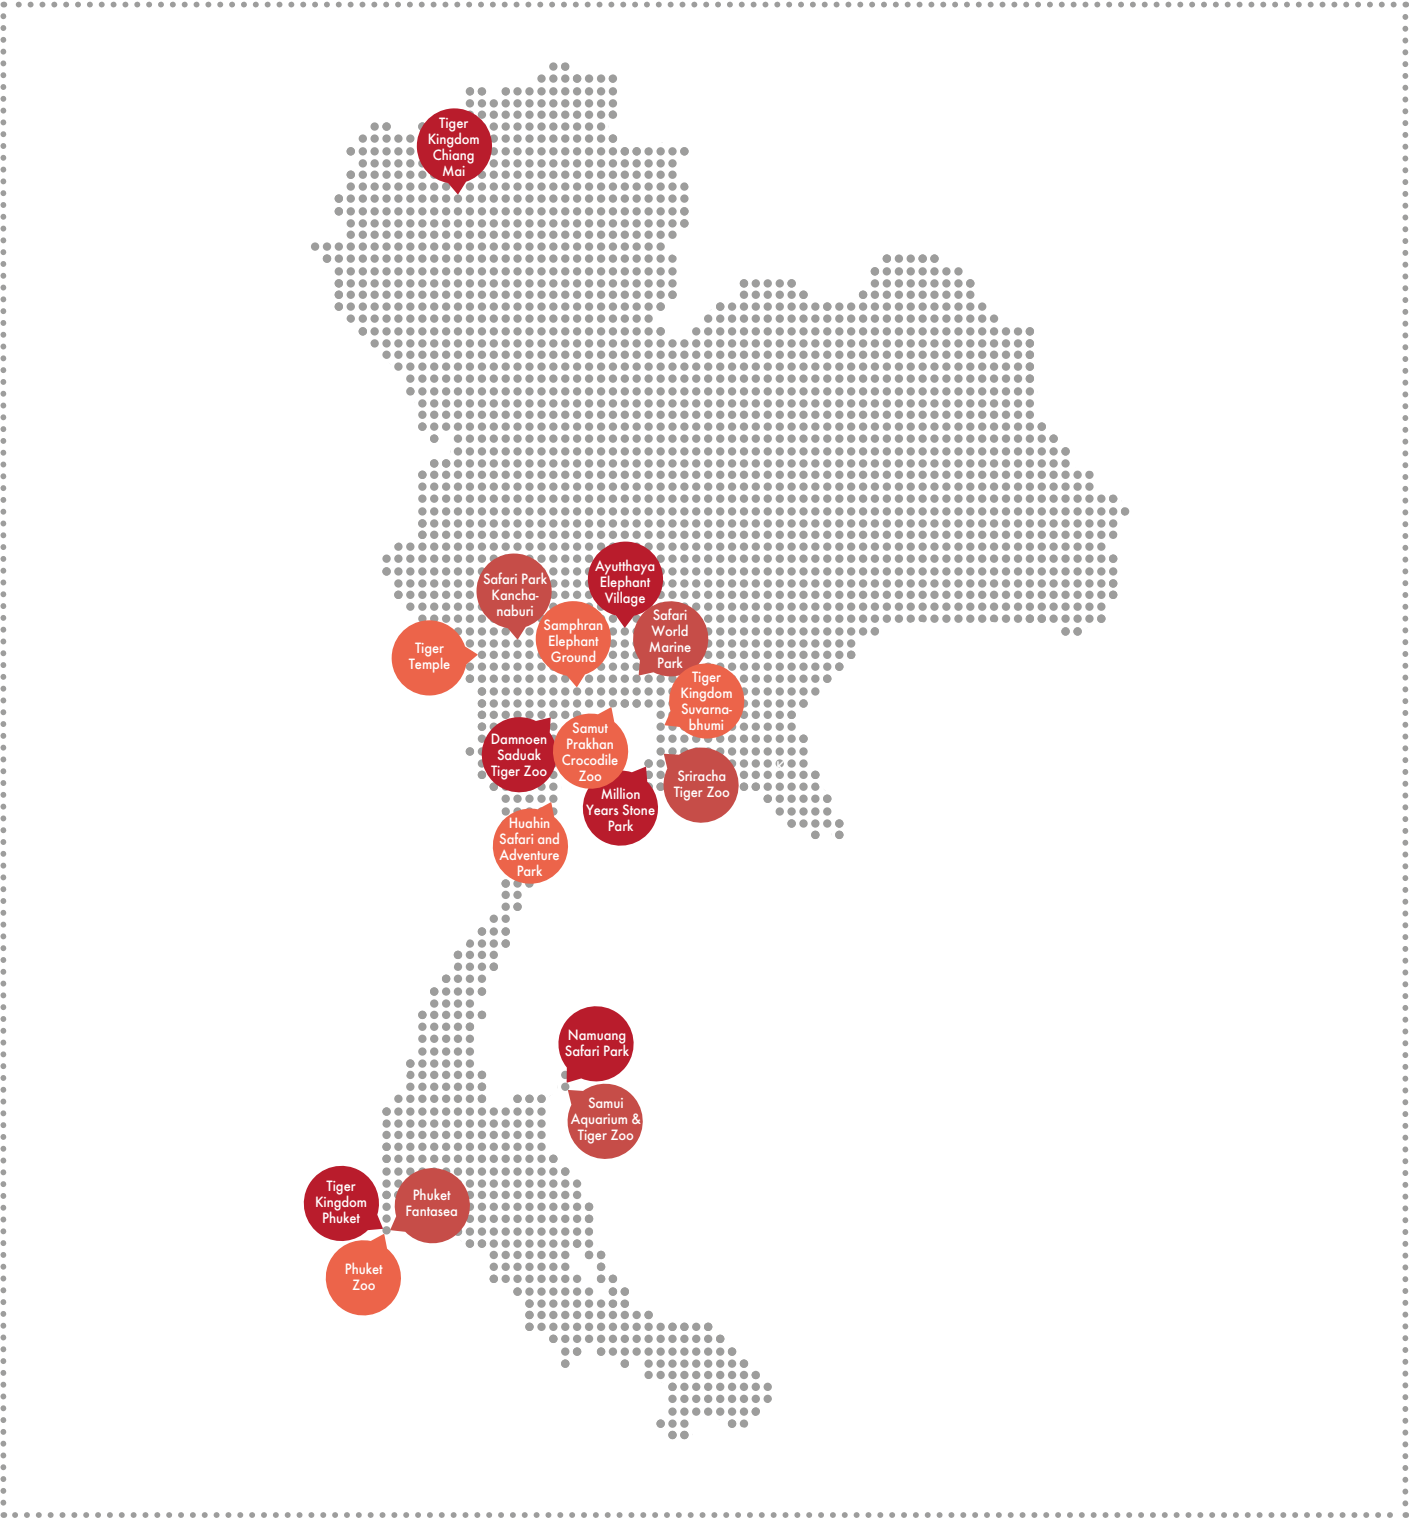 Tiger
Kingdom
Chiang
Mai
Safari Park
Kancha-
naburi
Ayutthaya
Elephant
Village
Samphran
Elephant
Ground
Safari
World
Marine
Park
Tiger
Temple
Tiger
Kingdom
Suvarna-
bhumi
Damnoen
Saduak
Tiger Zoo
Samut
Prakhan
Crocodile
Zoo
Sriracha
Tiger Zoo
Million
Years Stone
Park
Huahin
Safari and
Adventure
Park
Namuang
Safari Park
Samui
Aquarium &
Tiger Zoo
Tiger
Kingdom
Phuket
Phuket
Fantasea
Phuket
Zoo